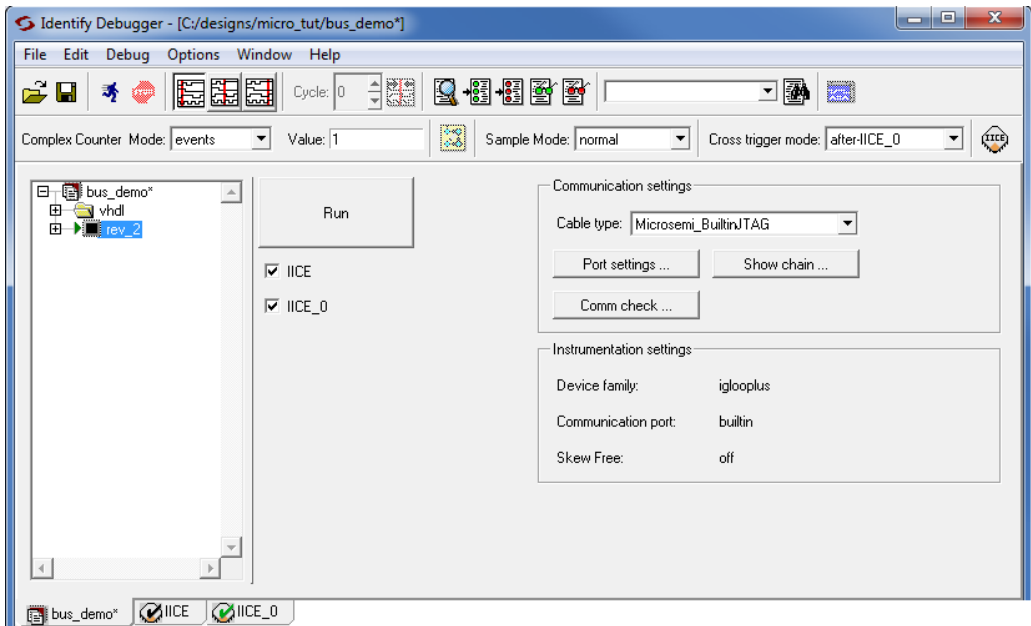 Identify Debugger - [C:/designs/micro_tut/bus_demo*]
File Edit Debug Options Window Help
STOP Cycle: 0
Complex Counter Mode: events Value: 1 Sample Mode: normal Cross trigger mode: after-IICE_0 IICE
bus_demo*
vhdl
rev_2
Run
IICE
IICE_0
Communication settings
Cable type: Microsemi_BuiltinJTAG
Port settings ... Show chain ...
Comm check ...
Instrumentation settings
Device family: iglooplus
Communication port: builtin
Skew Free: off
bus_demo* IICE IICE_0